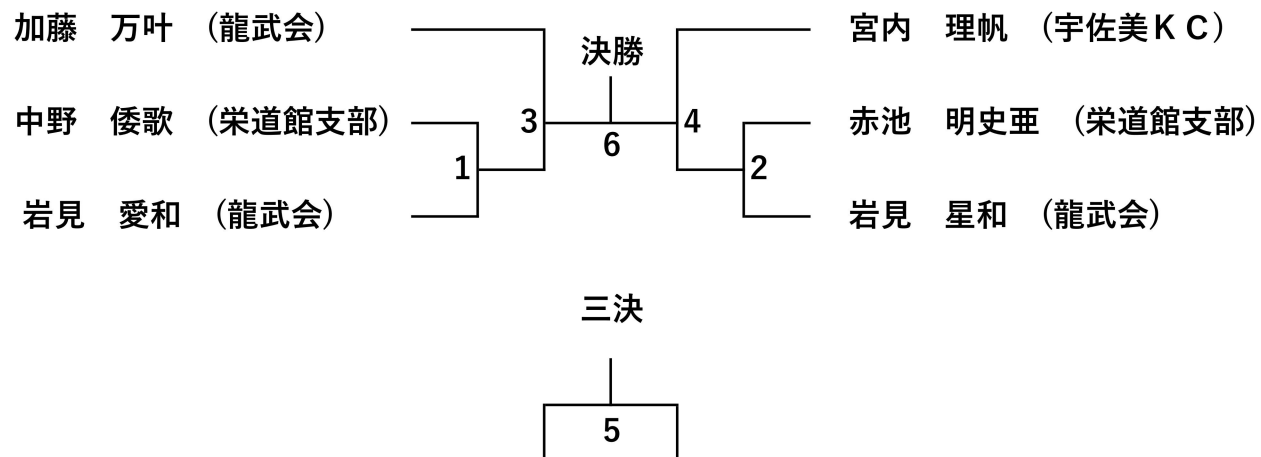 加藤　万叶　（龍武会）
中野　倭歌　（栄道館支部）
岩見　愛和　（龍武会）
1
3
決勝
6
4
2
宮内　理帆　（宇佐美ＫＣ）
赤池　明史亜　（栄道館支部）
岩見　星和　（龍武会）
三決
5